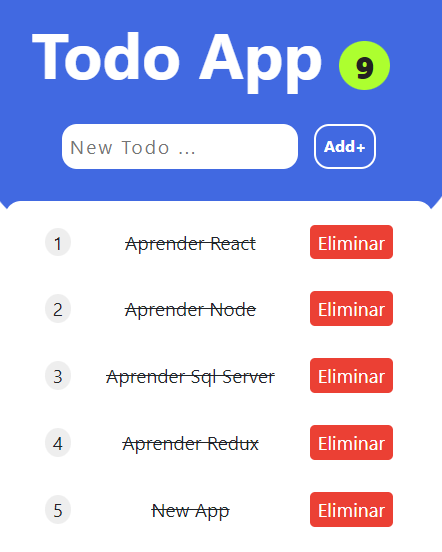 Todo App 9
New Todo ... Add+
1 Aprender React Eliminar
2 Aprender Node Eliminar
3 Aprender Sql Server Eliminar
4 Aprender Redux Eliminar
5 New App Eliminar